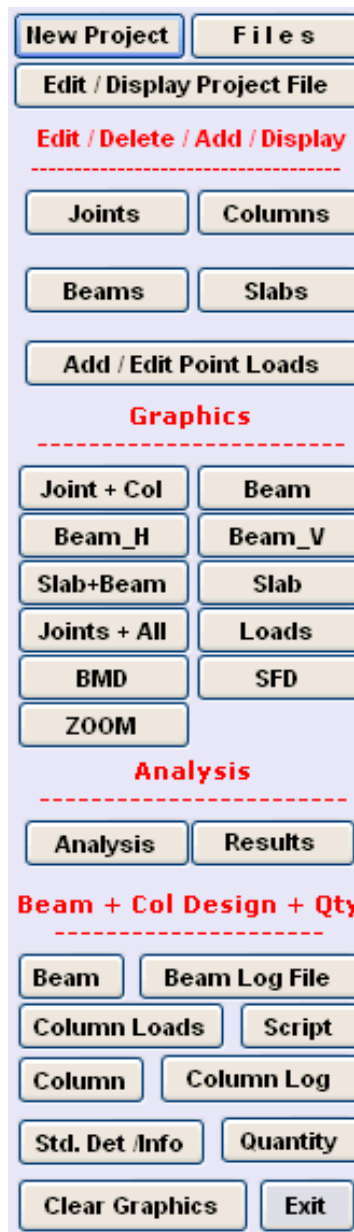 New Project Files
Edit / Display Project File
Edit / Delete / Add / Display
Joints Columns
Beams Slabs
Add / Edit Point Loads
Graphics
Joint + Col Beam
Beam_H Beam_V
Slab+Beam Slab
Joints + All Loads
BMD SFD
ZOOM
Analysis
Analysis Results
Beam + Col Design + Qty
Beam Beam Log File
Column Loads Script
Column Column Log
Std. Det /Info Quantity
Clear Graphics Exit